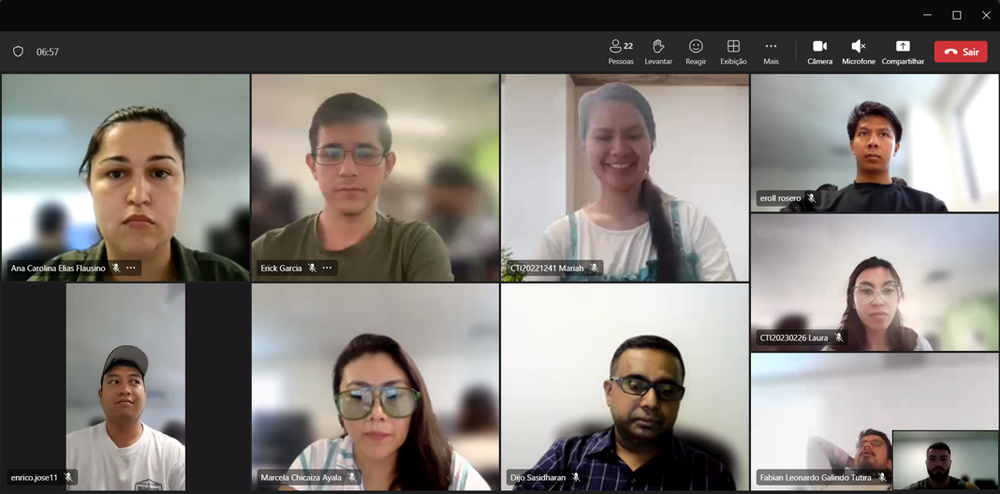 06:57
22
Pessoas
Levantar
Reagir
Exibição
Mais
Câmera
Microfone
Compartilhar
Sair
Ana Carolina Elias Flausino
Erick Garcia
CTI20221241 Mariah
eroll rosero
CTI20230226 Laura
enrico.jose11
Marcela Chicaiza Ayala
Dijo Sasidharan
Fabian Leonardo Galindo Tutira